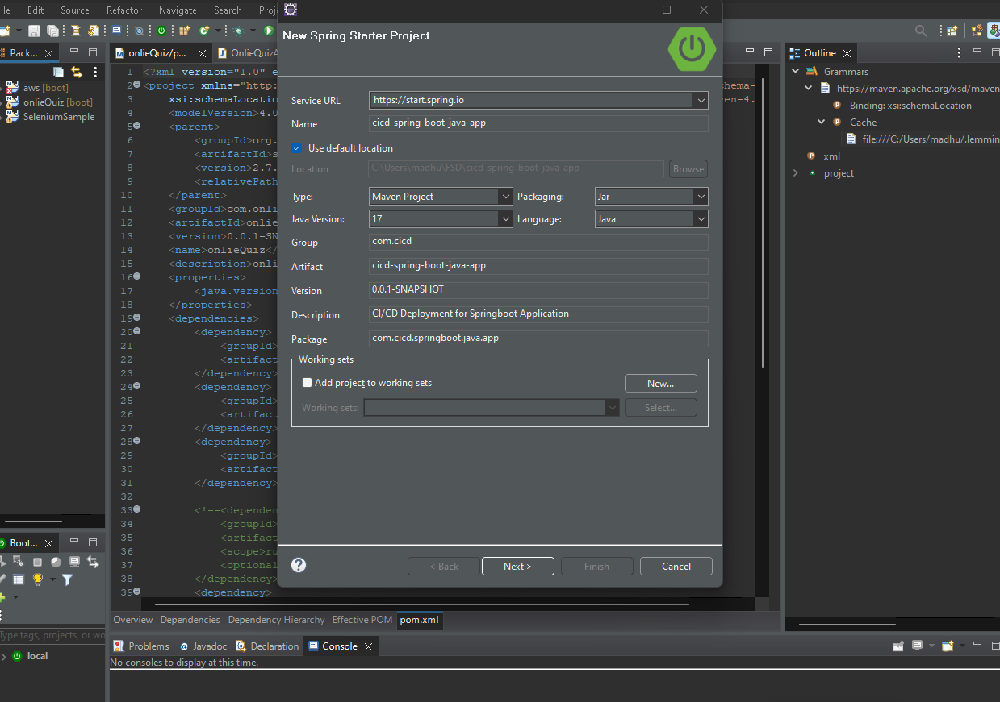 ile Edit Source Refactor Navigate Search Proj
Pack...
aws [boot]
onlieQuiz [boot]
SeleniumSample
onlieQuiz/p...
OnlieQuizA
1 <?xml version="1.0" e
2 <project xmlns="http:
3 xsi:schemaLocatio
4 <modelVersion>4.0
5 <parent>
6 <groupId>org.
7 <artifactId>s
8 <version>2.7.
9 <relativePath
10 </parent>
11 <groupId>com.onli
12 <artifactId>onlie
13 <version>0.0.1-SN
14 <name>onlieQuiz</
15 <description>onli
16 <properties>
17 <java.version
18 </properties>
19 <dependencies>
20 <dependency>
21 <groupId>
22 <artifact
23 </dependency>
24 <dependency>
25 <groupId>
26 <artifact
27 </dependency>
28 <dependency>
29 <groupId>
30 <artifact
31 </dependency>
32
33 <!--<dependen
34 <groupId>
35 <artifact
36 <scope>ru
37 <optional
38 </dependency>
39 <dependency>
hema-
en-4.
New Spring Starter Project
Service URL https://start.spring.io
Name cicd-spring-boot-java-app
Use default location
Location C:\Users\madhu\FSD\cicd-spring-boot-java-app Browse
Type: Maven Project Packaging: Jar
Java Version: 17 Language: Java
Group com.cicd
Artifact cicd-spring-boot-java-app
Version 0.0.1-SNAPSHOT
Description CI/CD Deployment for Springboot Application
Package com.cicd.springboot.java.app
Working sets
Add project to working sets New...
Working sets: Select...
? < Back Next > Finish Cancel
Outline
Grammars
https://maven.apache.org/xsd/maven
Binding: xsi:schemaLocation
Cache
file:///C:/Users/madhu/.lemmin
xml
project
Boot...
Type tags, projects, or wo
local
Overview Dependencies Dependency Hierarchy Effective POM pom.xml
Problems Javadoc Declaration Console
No consoles to display at this time.